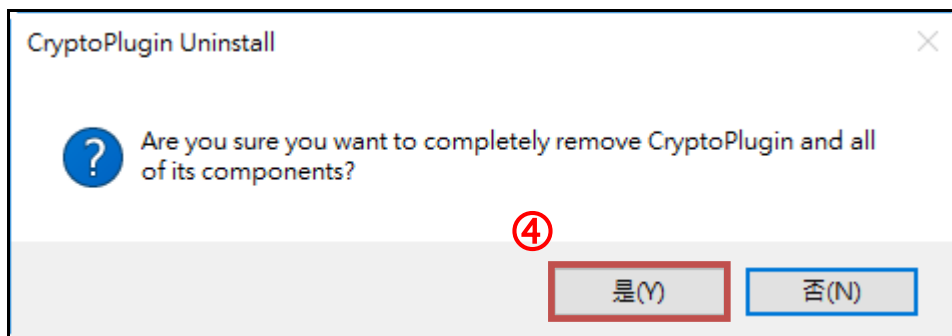 CryptoPlugin Uninstall
Are you sure you want to completely remove CryptoPlugin and all
of its components?
④
是(Y)
否(N)